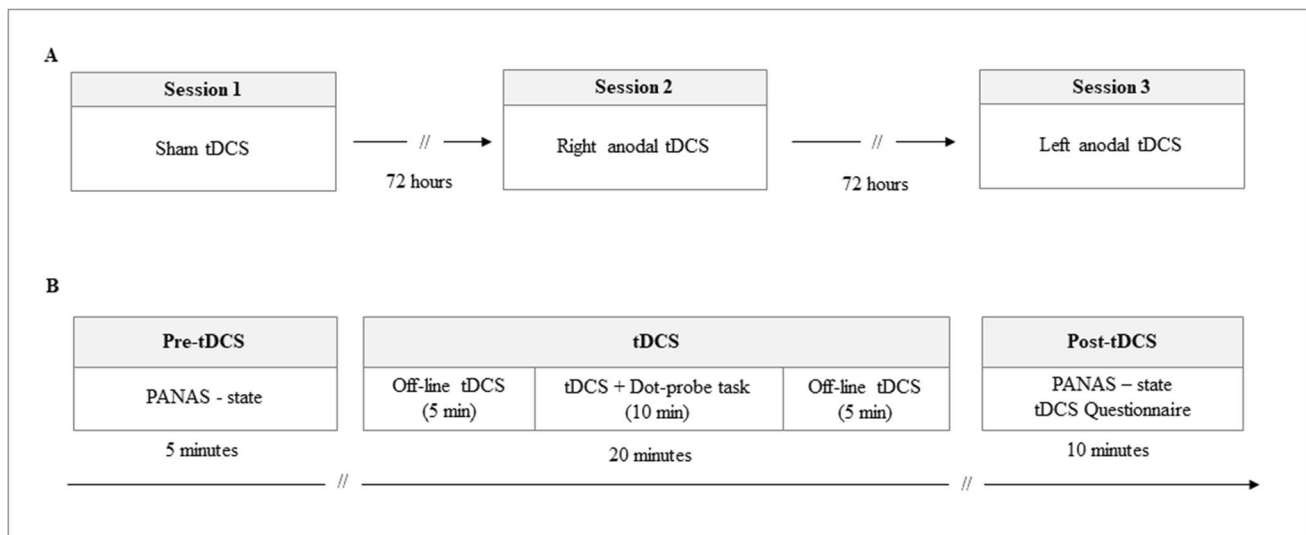 A
Session 1
Sham tDCS
//
72 hours
Session 2
Right anodal tDCS
//
72 hours
Session 3
Left anodal tDCS
B
Pre-tDCS
PANAS - state
5 minutes
tDCS
Off-line tDCS
(5 min)
tDCS + Dot-probe task
(10 min)
Off-line tDCS
(5 min)
20 minutes
Post-tDCS
PANAS – state
tDCS Questionnaire
10 minutes
//
//